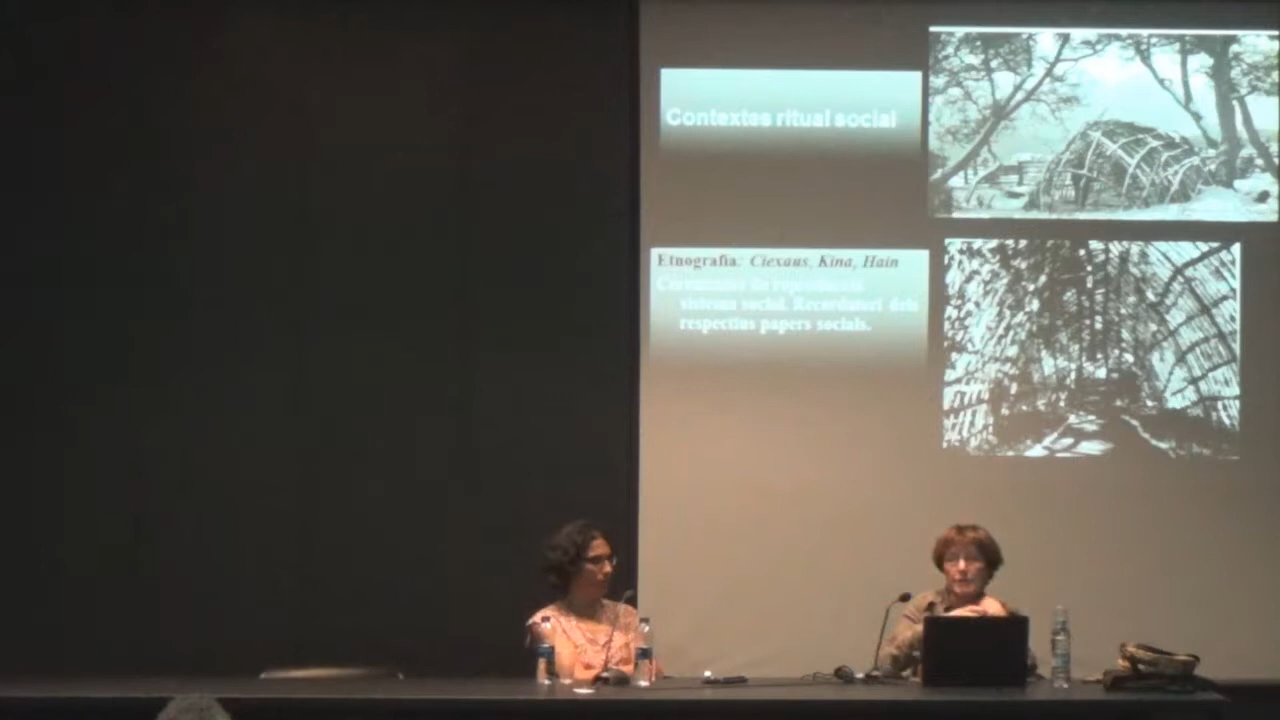 Contextes ritual social
Etnografia: Ciexaus, Kina, Hain
sistema social. Recordatori dels
respectius papers socials.